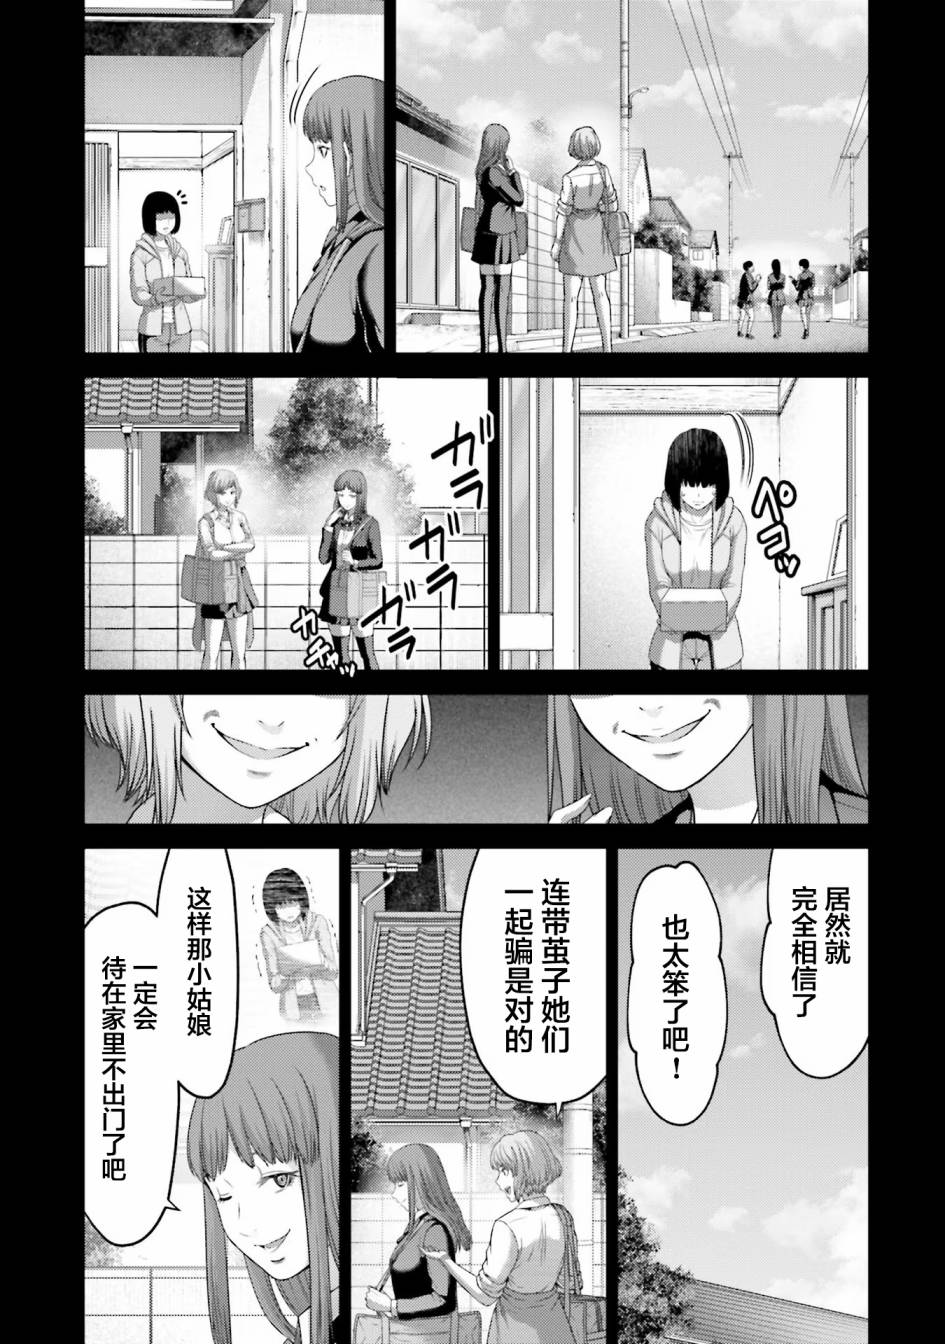 ペコッ
ガラ
ガラ
ガラ
カチャッ
居然就
完全相信了
也太笨了吧！
连带茧子她们
一起骗是对的
这样那小姑娘
一定会
待在家里不出门了吧